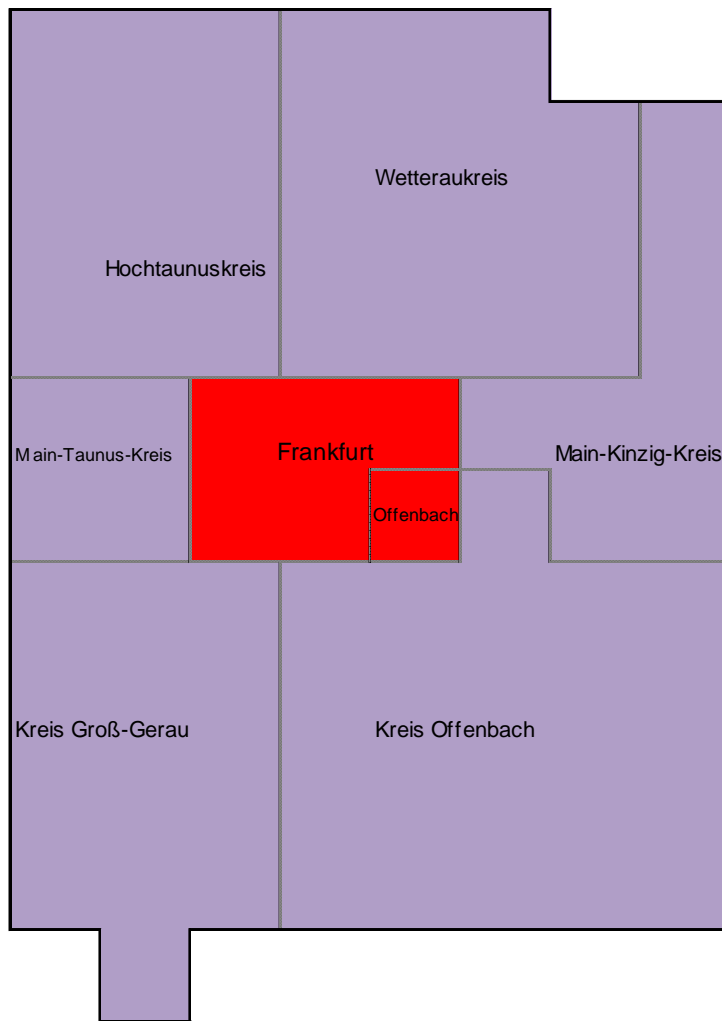 Wetteraukreis
Hochtaunuskreis
Main-Taunus-Kreis
Frankfurt
Main-Kinzig-Kreis
Offenbach
Kreis Groß-Gerau
Kreis Offenbach